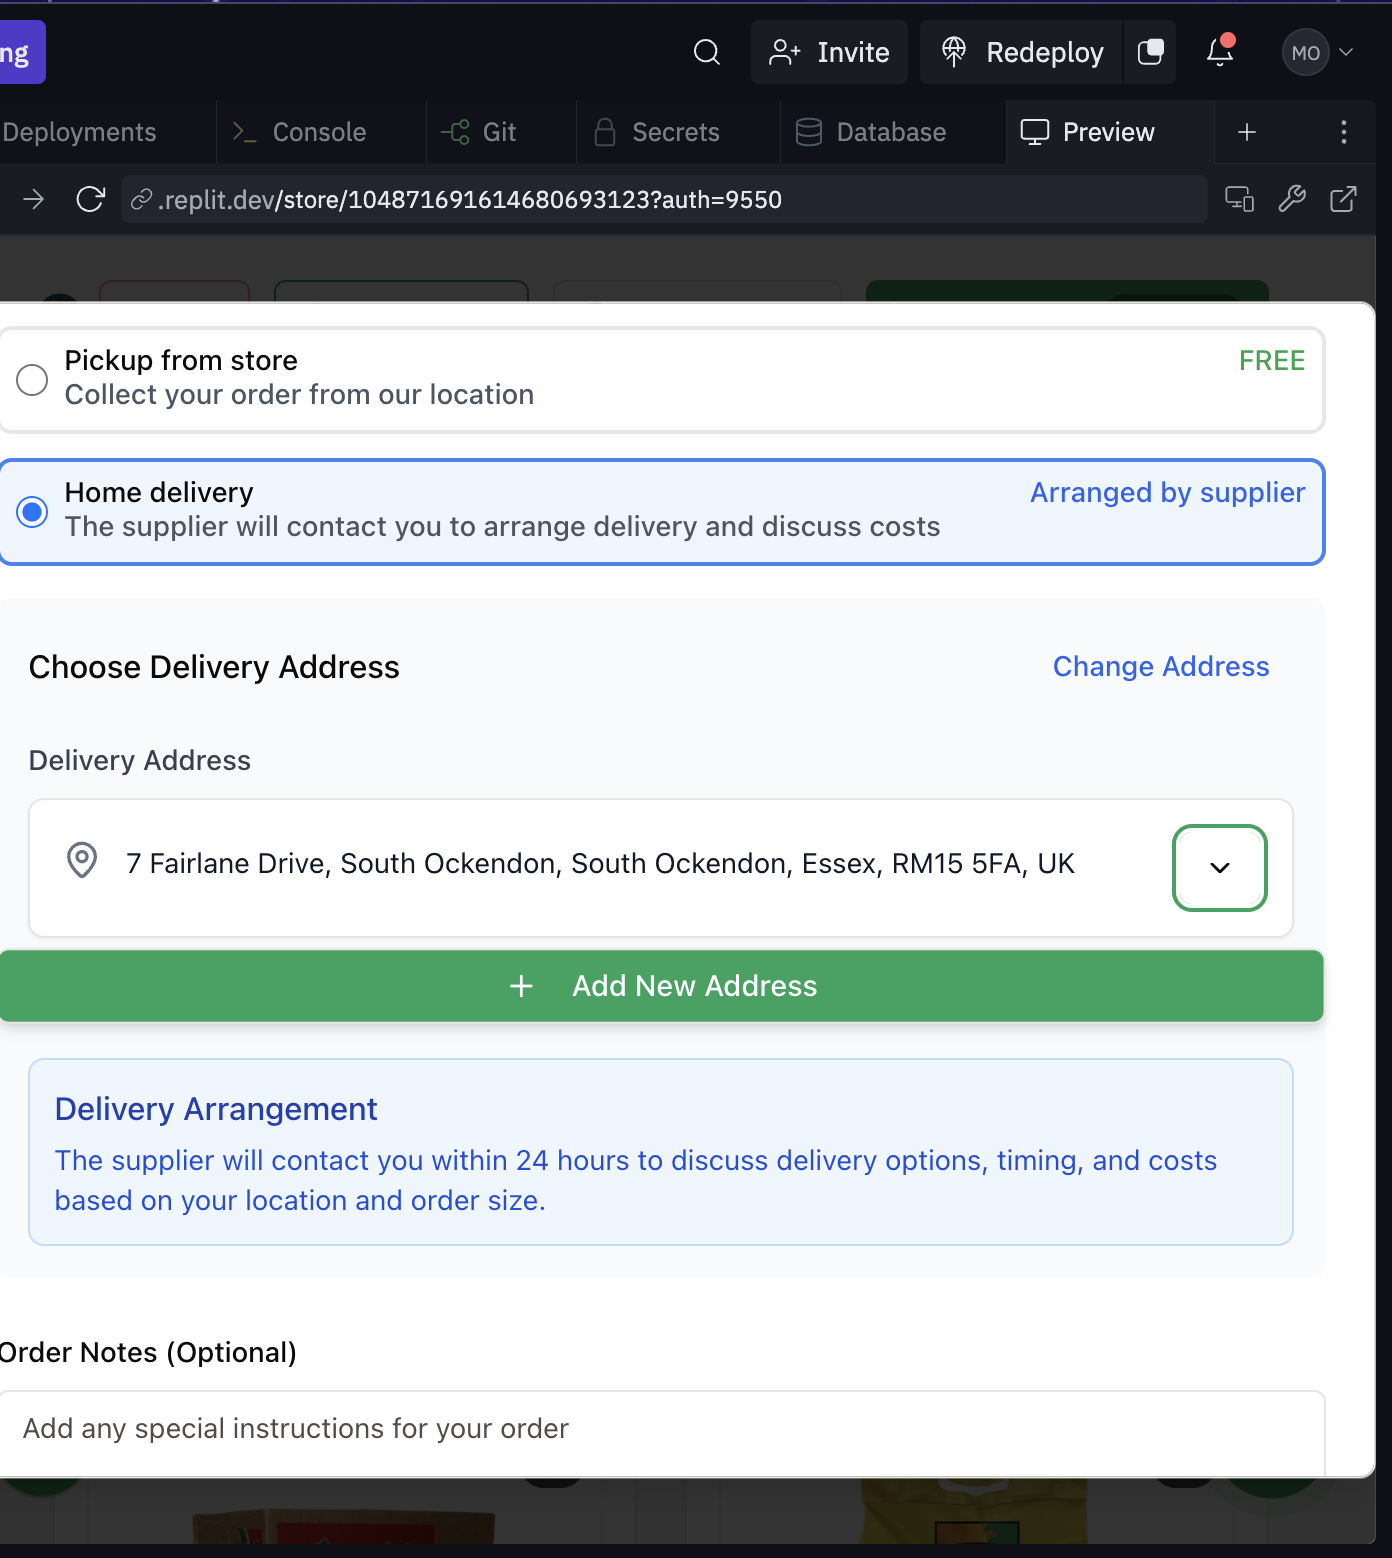 ng
Invite
Redeploy
MO
Deployments
Console
Git
Secrets
Database
Preview
.replit.dev/store/104871691614680693123?auth=9550
Pickup from store
FREE
Collect your order from our location
Home delivery
Arranged by supplier
The supplier will contact you to arrange delivery and discuss costs
Choose Delivery Address
Change Address
Delivery Address
7 Fairlane Drive, South Ockendon, South Ockendon, Essex, RM15 5FA, UK
+ Add New Address
Delivery Arrangement
The supplier will contact you within 24 hours to discuss delivery options, timing, and costs
based on your location and order size.
Order Notes (Optional)
Add any special instructions for your order